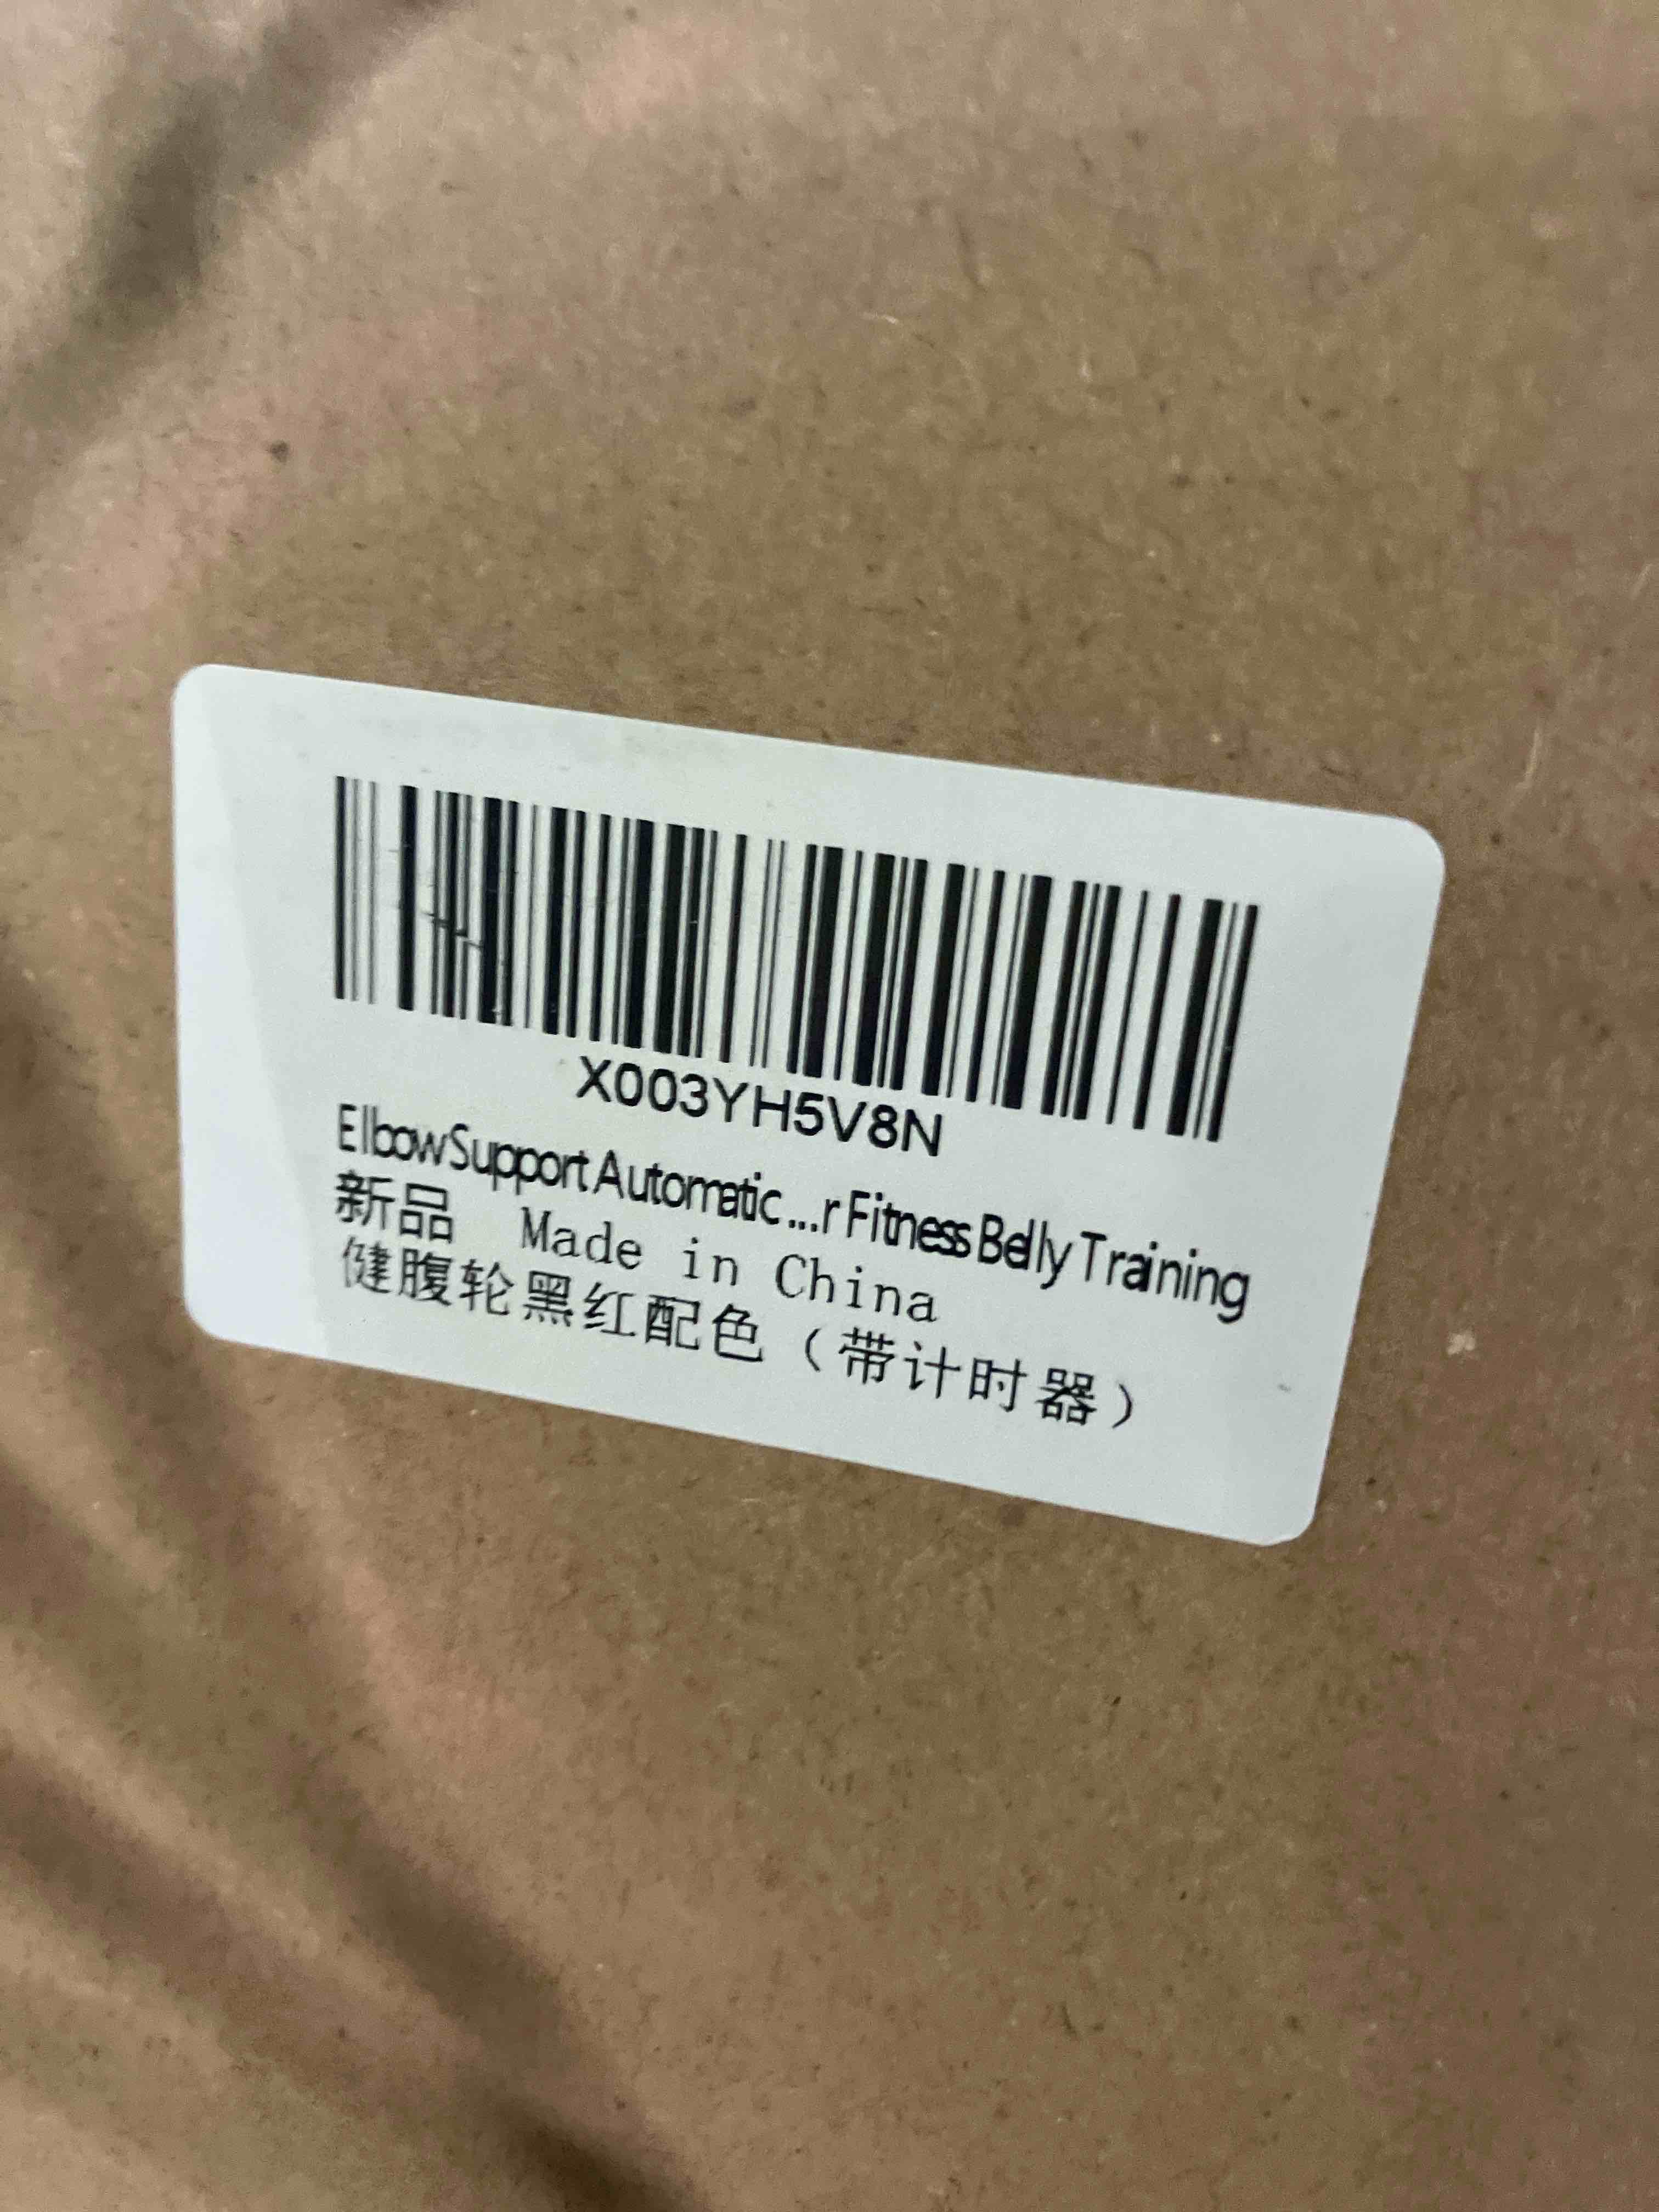 X003YH5V8N
Elbow Support Automatic ...r Fitness Belly Training
新品 Made in China
健腹轮黑红配色（带计时器）